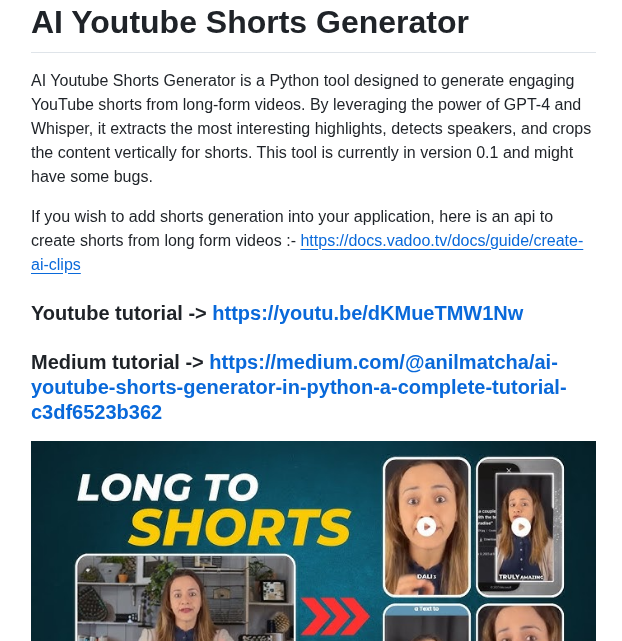 AI Youtube Shorts Generator
AI Youtube Shorts Generator is a Python tool designed to generate engaging
YouTube shorts from long-form videos. By leveraging the power of GPT-4 and
Whisper, it extracts the most interesting highlights, detects speakers, and crops
the content vertically for shorts. This tool is currently in version 0.1 and might
have some bugs.
If you wish to add shorts generation into your application, here is an api to
create shorts from long form videos :- https://docs.vadoo.tv/docs/guide/create-
ai-clips
Youtube tutorial -> https://youtu.be/dKMueTMW1Nw
Medium tutorial -> https://medium.com/@anilmatcha/ai-
youtube-shorts-generator-in-python-a-complete-tutorial-
c3df6523b362
LONG TO
SHORTS
TRULY AMAZING
a Text to